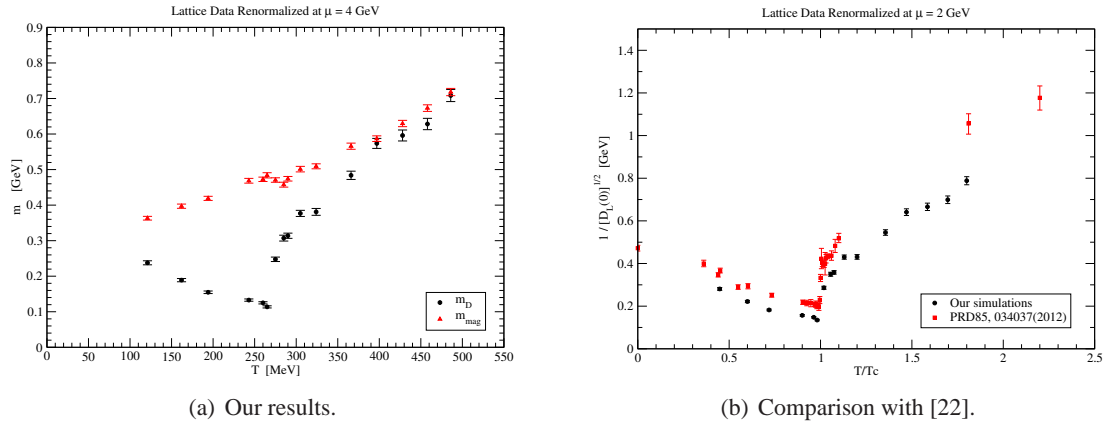 Lattice Data Renormalized at μ = 4 GeV
0.9
0.8
0.7
0.6
0.5
0.4
0.3
0.2
0.1
0
m [GeV]
m_D
m_mag
0 50 100 150 200 250 300 350 400 450 500 550
T [MeV]
(a) Our results.
Lattice Data Renormalized at μ = 2 GeV
1.4
1.2
1
0.8
0.6
0.4
0.2
0
1 / [D_L(0)]^{1/2} [GeV]
Our simulations
PRD85, 034037(2012)
0 0.5 1 1.5 2 2.5
T/Tc
(b) Comparison with [22].